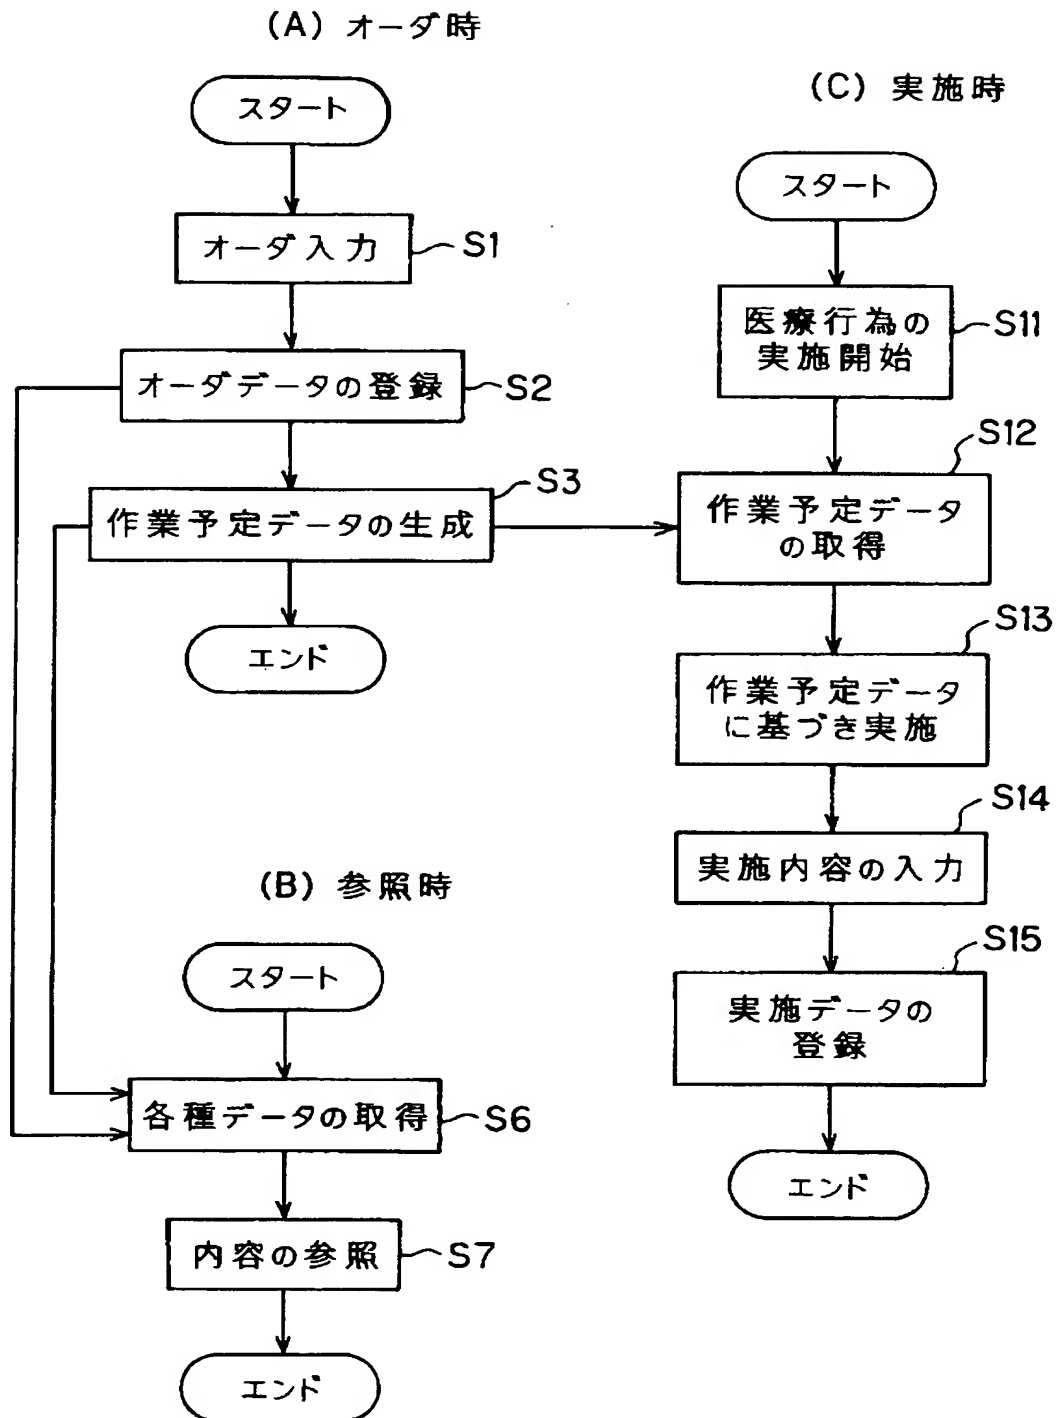 (A) オーダ時
スタート
オーダ入力
S1
オーダデータの登録
S2
作業予定データの生成
S3
エンド
(B) 参照時
スタート
各種データの取得
S6
内容の参照
S7
エンド
(C) 実施時
スタート
医療行為の
実施開始
S11
作業予定データ
の取得
S12
作業予定データ
に基づき実施
S13
実施内容の入力
S14
実施データの
登録
S15
エンド